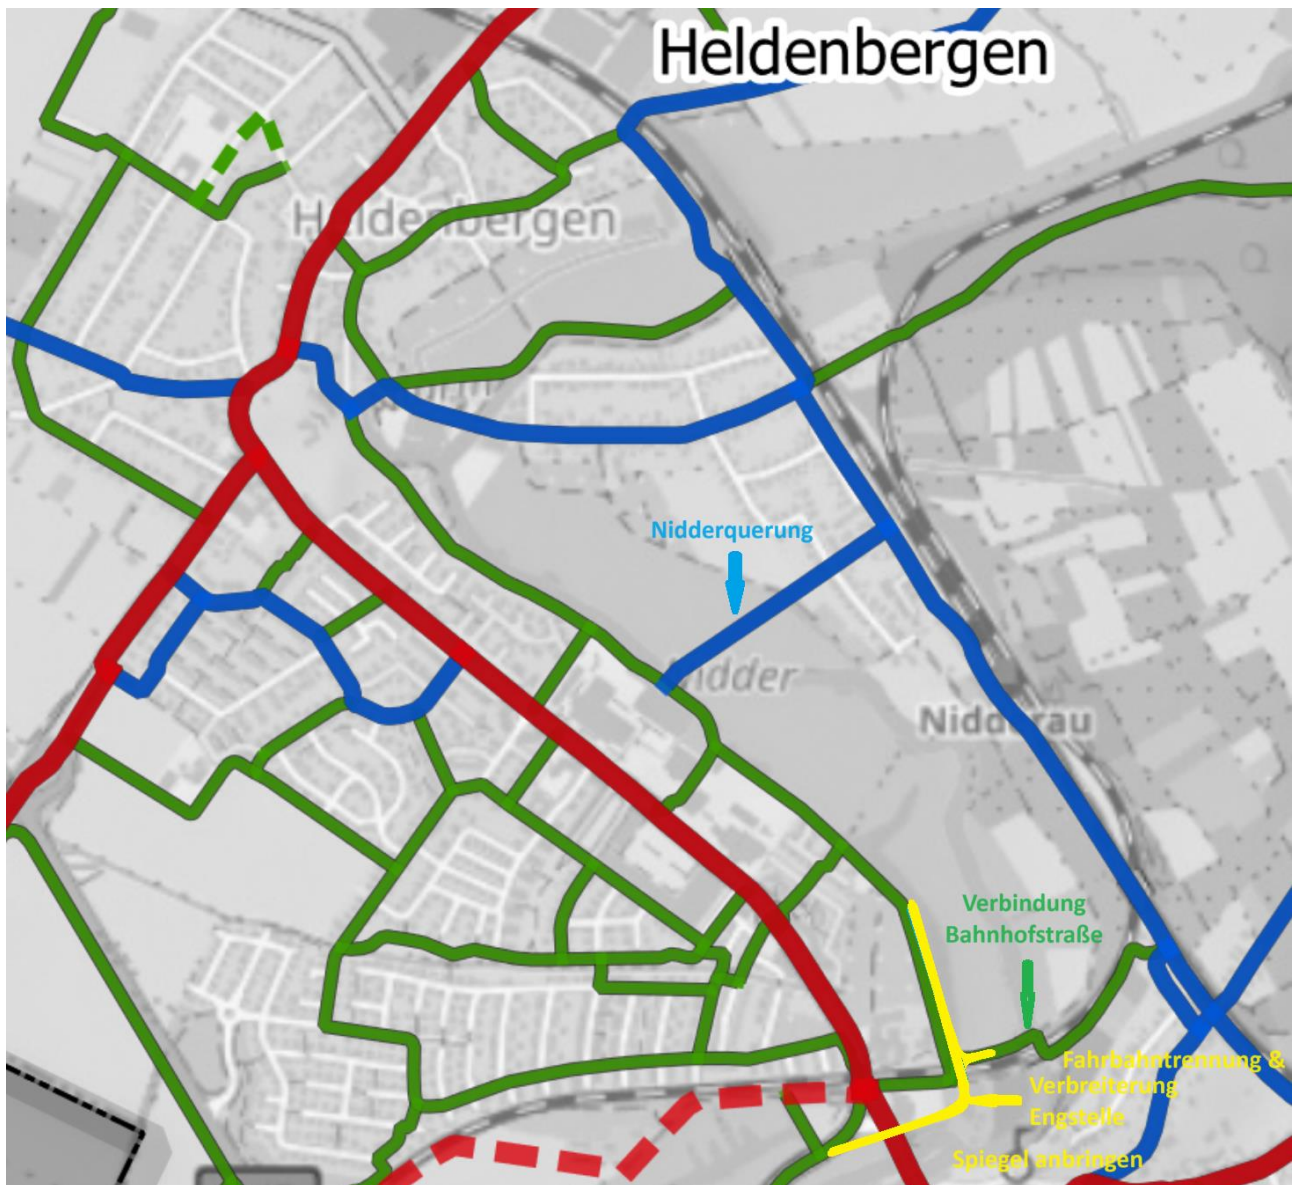 Heldenbergen
Heldenbergen
Nidderquerung
Nidder
Nidderau
Verbindung
Bahnhofstraße
Fahrbahntrennung &
Verbreiterung
Engstelle
Spiegel anbringen